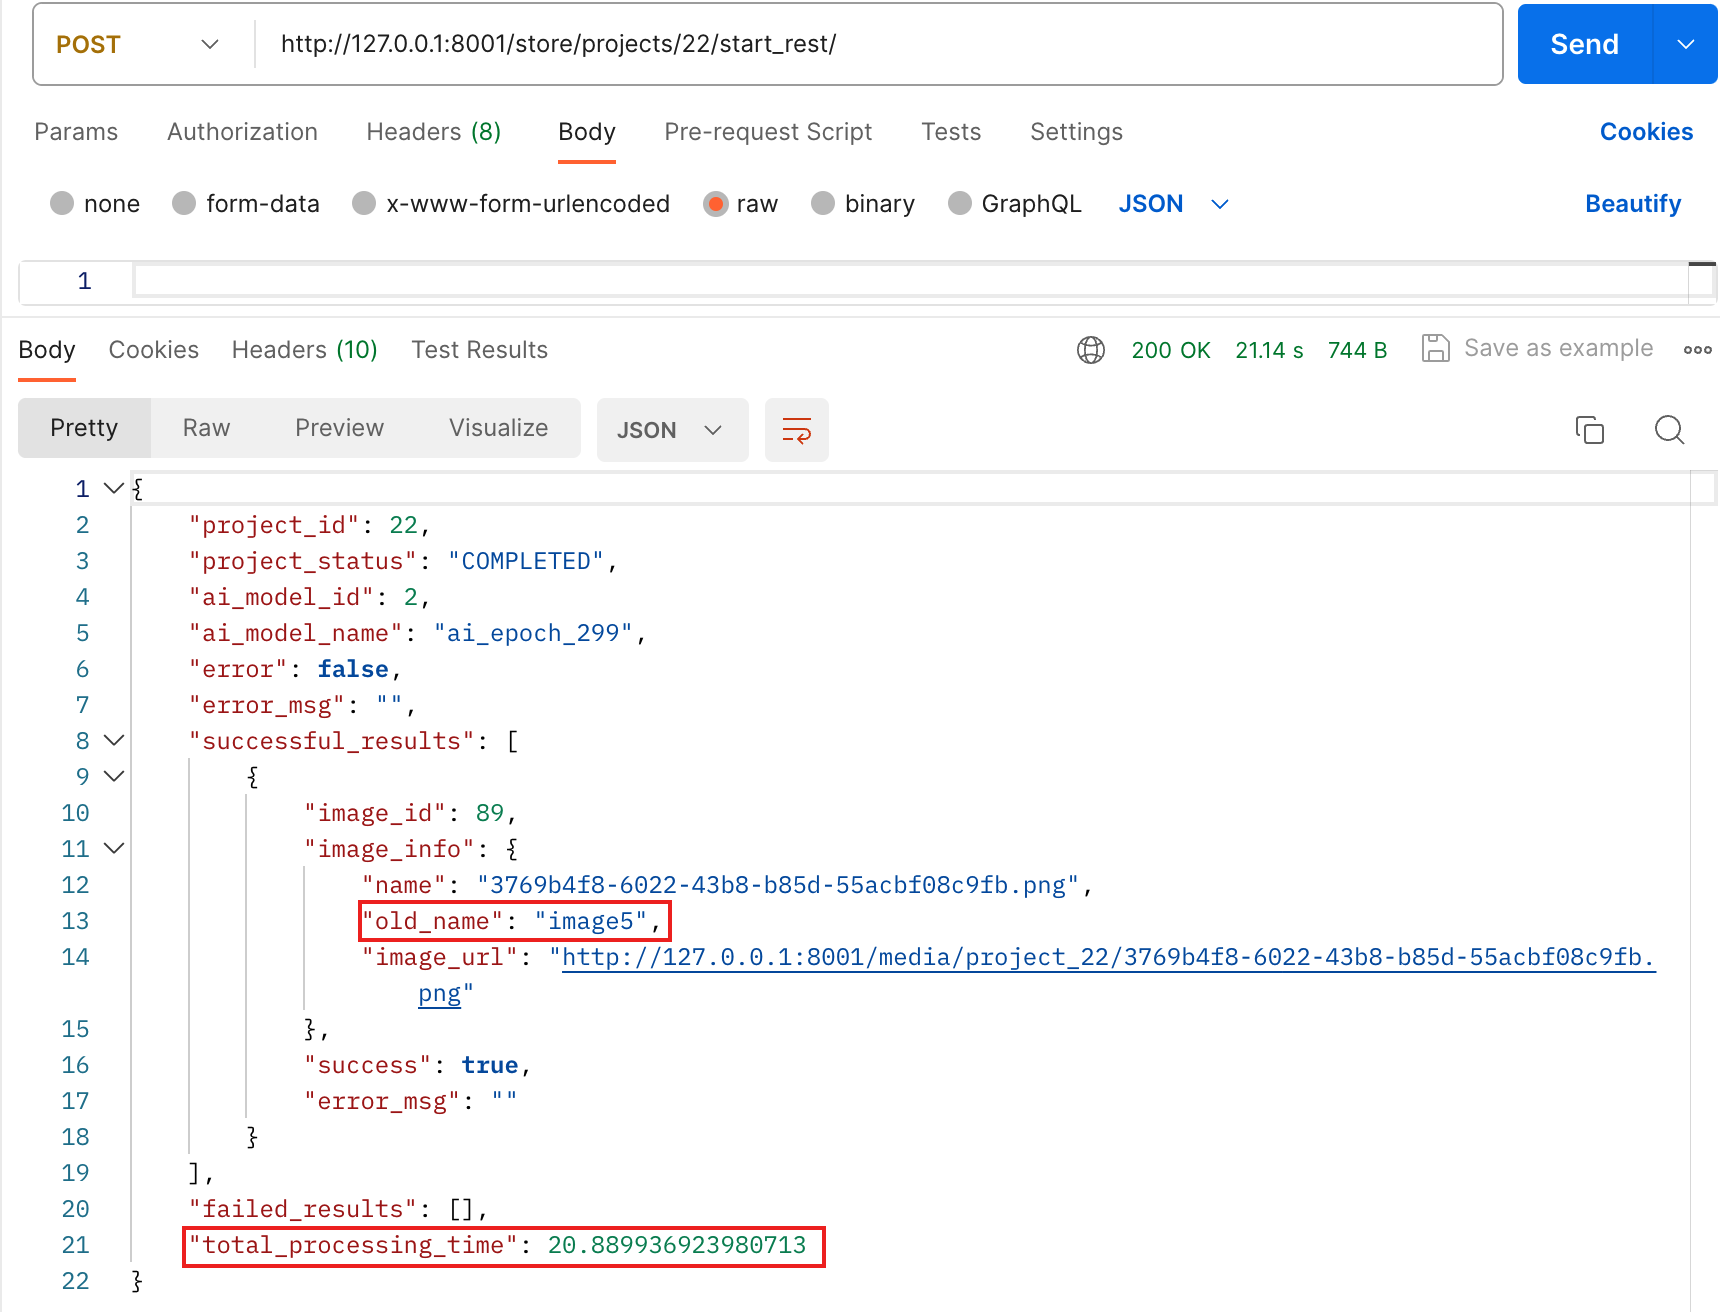 POST http://127.0.0.1:8001/store/projects/22/start_rest/ Send
Params Authorization Headers (8) Body Pre-request Script Tests Settings Cookies
none form-data x-www-form-urlencoded raw binary GraphQL JSON Beautify
1
Body Cookies Headers (10) Test Results 200 OK 21.14 s 744 B Save as example
Pretty Raw Preview Visualize JSON
1 {
2 "project_id": 22,
3 "project_status": "COMPLETED",
4 "ai_model_id": 2,
5 "ai_model_name": "ai_epoch_299",
6 "error": false,
7 "error_msg": "",
8 "successful_results": [
9 {
10 "image_id": 89,
11 "image_info": {
12 "name": "3769b4f8-6022-43b8-b85d-55acbf08c9fb.png",
13 "old_name": "image5",
14 "image_url": "http://127.0.0.1:8001/media/project_22/3769b4f8-6022-43b8-b85d-55acbf08c9fb.
png"
15 },
16 "success": true,
17 "error_msg": ""
18 }
19 ],
20 "failed_results": [],
21 "total_processing_time": 20.889936923980713
22 }